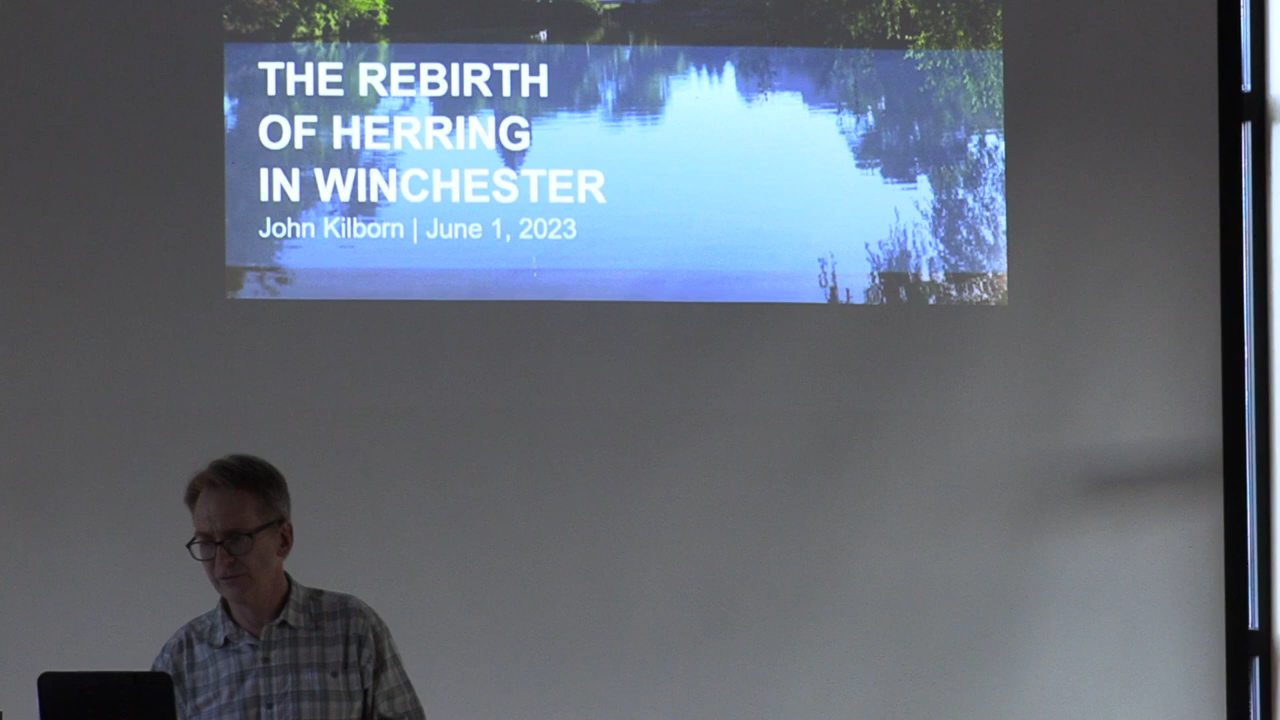 THE REBIRTH
OF HERRING
IN WINCHESTER
John Kilborn | June 1, 2023